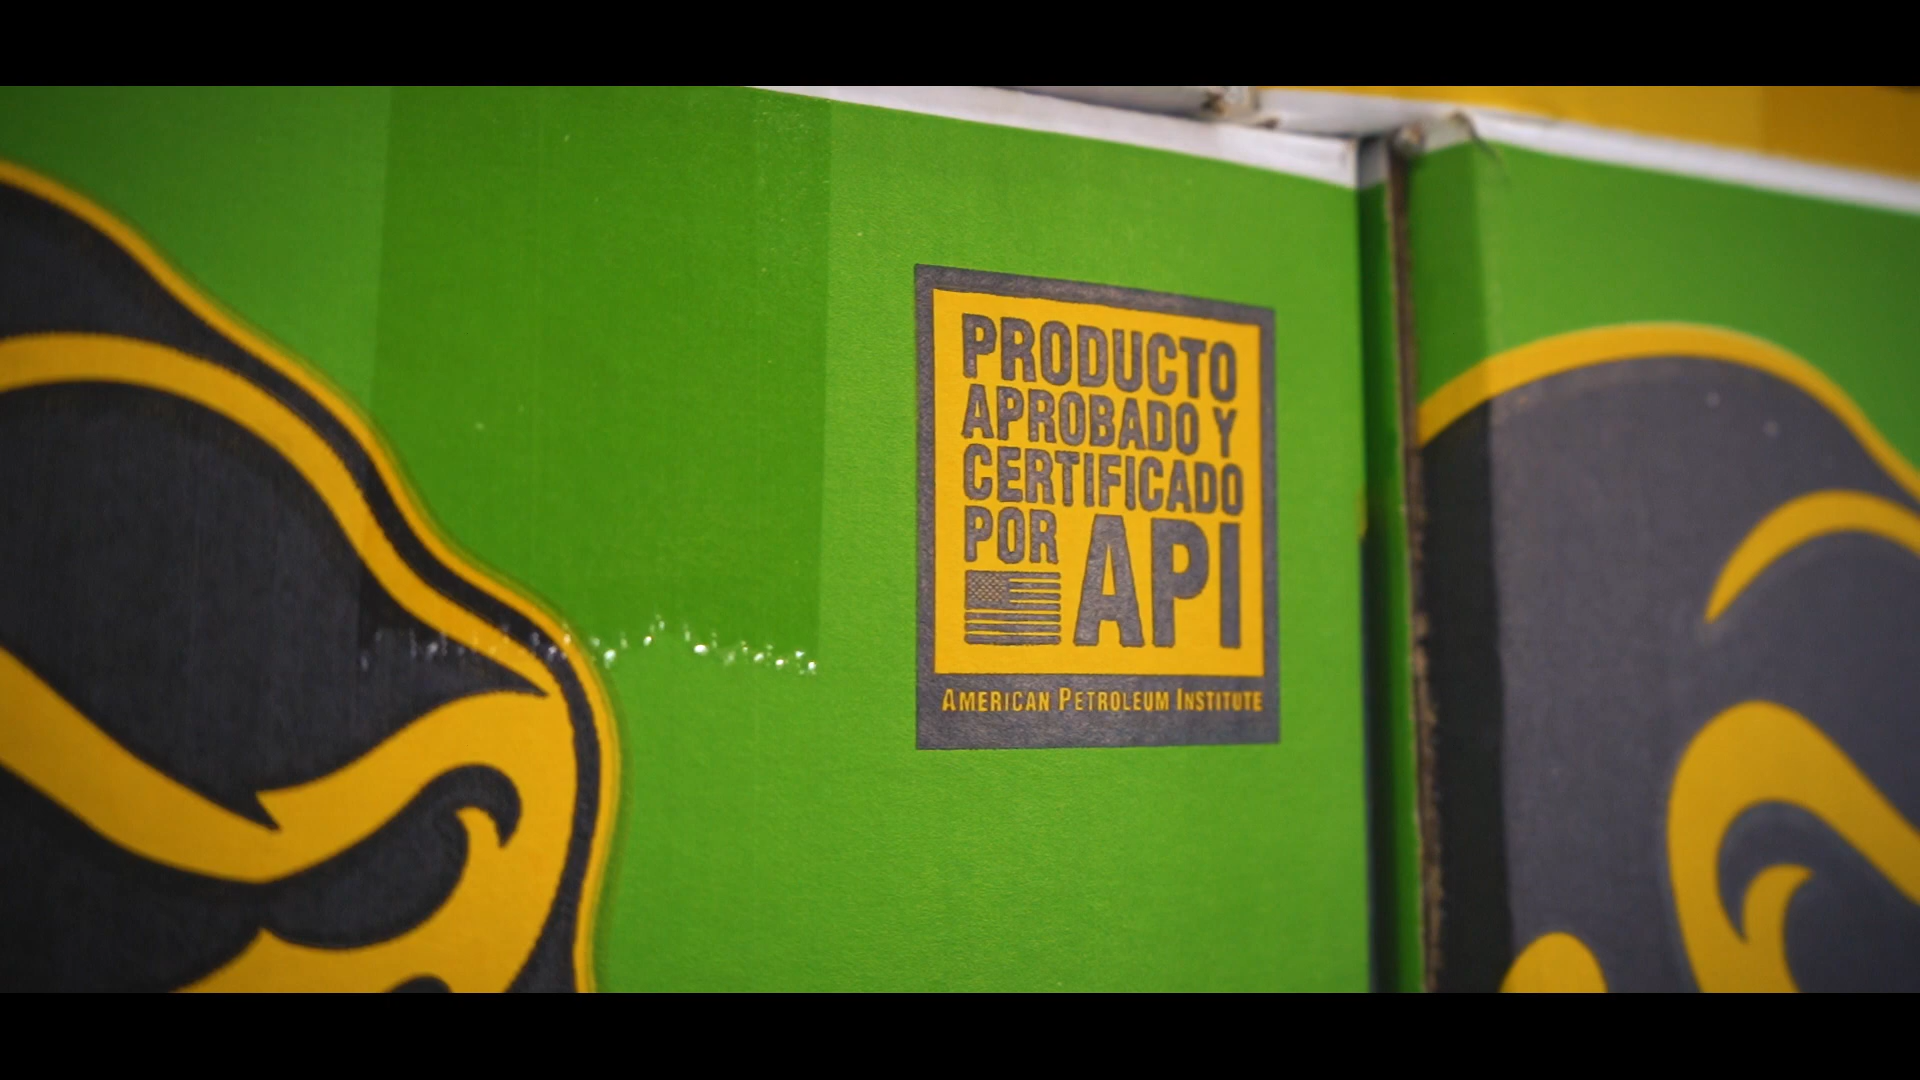 PRODUCTO
APROBADO Y
CERTIFICADO
POR API
AMERICAN PETROLEUM INSTITUTE